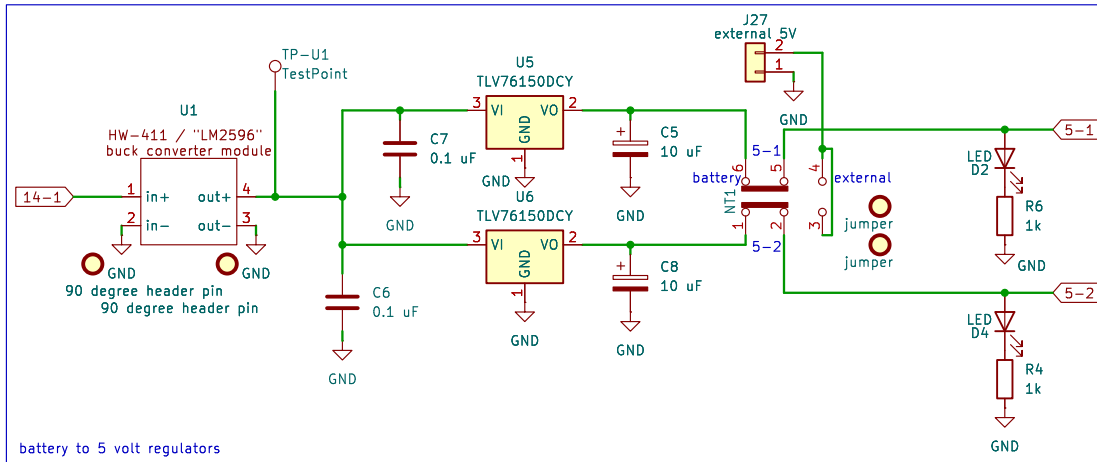 J27
external 5V
2
1
GND
TP-U1
TestPoint
U1
HW-411 / "LM2596"
buck converter module
14-1
1
in+
out+
4
2
in-
out-
3
GND
GND
90 degree header pin
90 degree header pin
U5
TLV76150DCY
3
VI
VO
2
GND
1
GND
C7
0.1 uF
GND
C5
10 uF
GND
U6
TLV76150DCY
3
VI
VO
2
GND
1
GND
C6
0.1 uF
GND
C8
10 uF
GND
5-1
battery
external
6
5
4
NT1
1
2
3
5-2
jumper
jumper
5-1
LED
D2
R6
1k
GND
5-2
LED
D4
R4
1k
GND
battery to 5 volt regulators